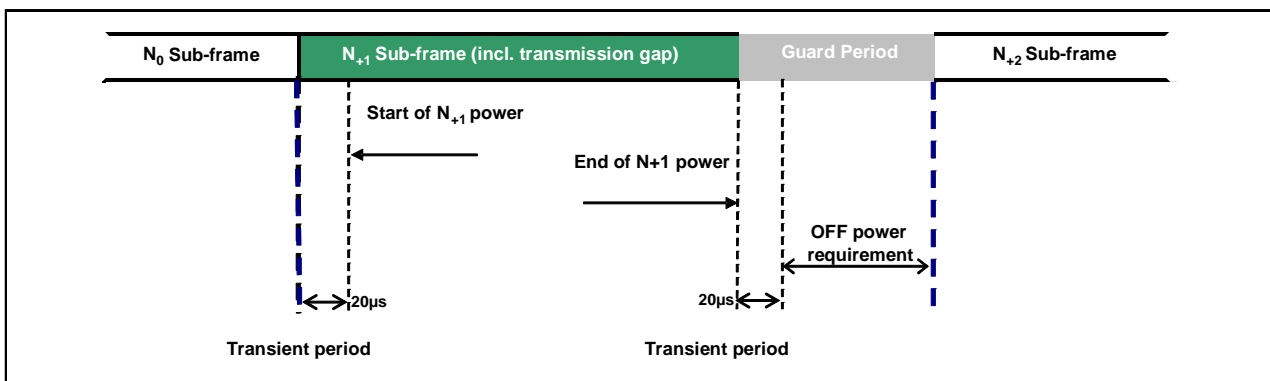 N0 Sub-frame
N+1 Sub-frame (incl. transmission gap)
Guard Period
N+2 Sub-frame
Start of N+1 power
End of N+1 power
OFF power
requirement
20µs
20µs
Transient period
Transient period